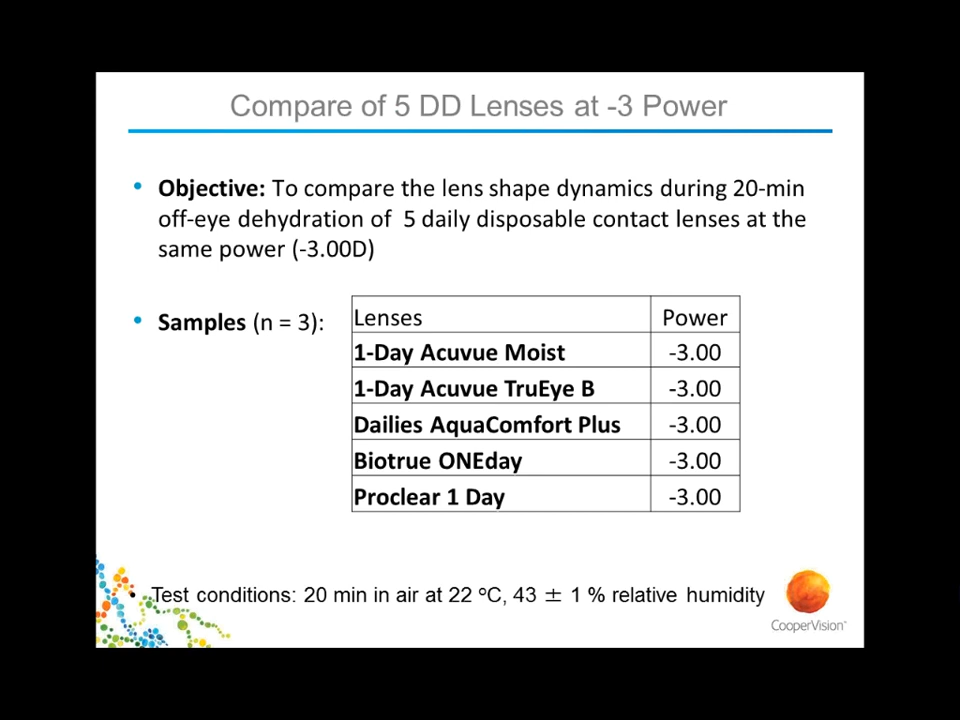 Compare of 5 DD Lenses at -3 Power
• Objective: To compare the lens shape dynamics during 20-min
off-eye dehydration of 5 daily disposable contact lenses at the
same power (-3.00D)
• Samples (n = 3):
Lenses Power
1-Day Acuvue Moist -3.00
1-Day Acuvue TruEye B -3.00
Dailies AquaComfort Plus -3.00
Biotrue ONEday -3.00
Proclear 1 Day -3.00
• Test conditions: 20 min in air at 22 °C, 43 ± 1 % relative humidity
CooperVision